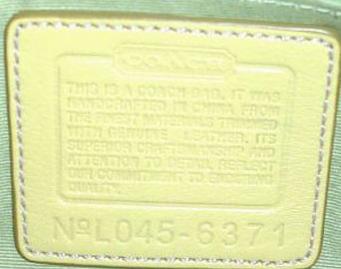 COACH
THIS IS A COACH BAG. IT WAS
HANDCRAFTED IN CHINA FROM
THE FINEST MATERIALS TRIMMED
WITH GENUINE LEATHER. ITS
SUPERIOR CRAFTSMANSHIP AND
ATTENTION TO DETAIL REFLECT
OUR COMMITMENT TO ENDURING
QUALITY.
NºL045-6371